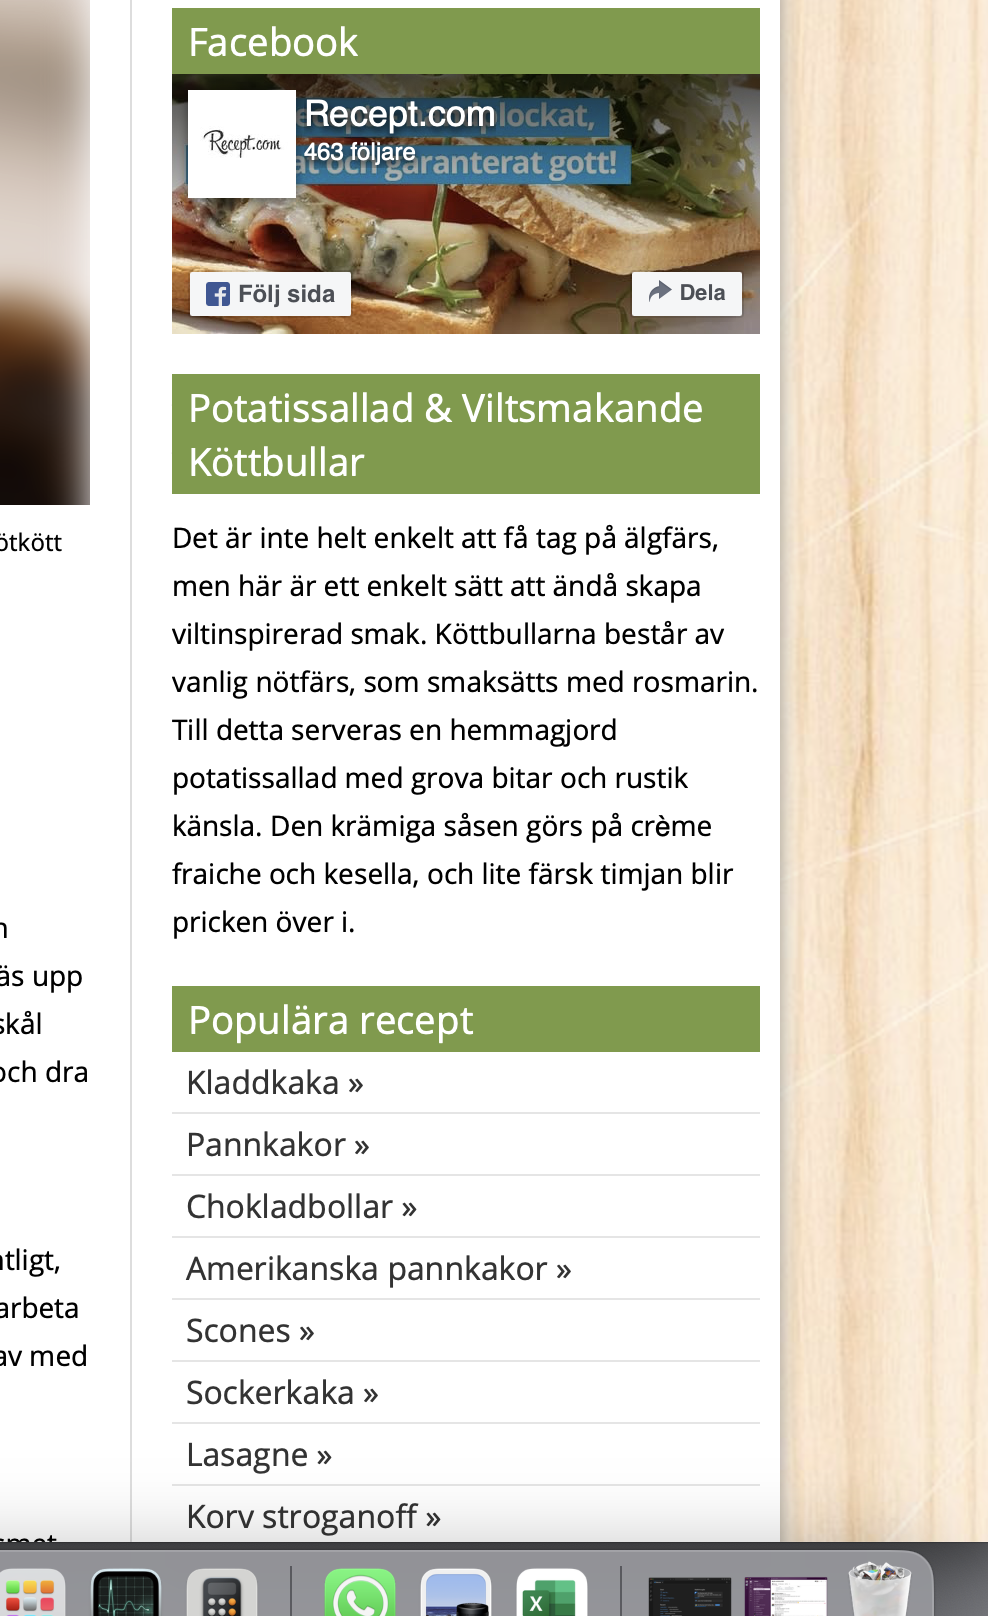 Facebook
Recept.com
Recept.com
plockat,
463 följare
at och garanterat gott!
Följ sida
Dela
Potatissallad & Viltsmakande
Köttbullar
Det är inte helt enkelt att få tag på älgfärs,
men här är ett enkelt sätt att ändå skapa
viltinspirerad smak. Köttbullarna består av
vanlig nötfärs, som smaksätts med rosmarin.
Till detta serveras en hemmagjord
potatissallad med grova bitar och rustik
känsla. Den krämiga såsen görs på crème
fraiche och kesella, och lite färsk timjan blir
pricken över i.
Populära recept
Kladdkaka »
Pannkakor »
Chokladbollar »
Amerikanska pannkakor »
Scones »
Sockerkaka »
Lasagne »
Korv stroganoff »
ötkött
n
äs upp
skål
och dra
ntligt,
arbeta
av med
X